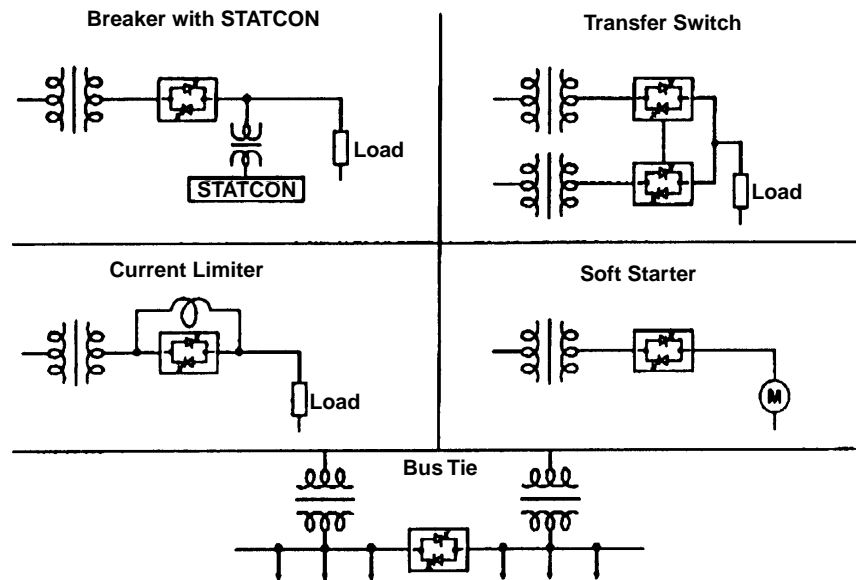 Breaker with STATCON
Load
STATCON
Transfer Switch
Load
Current Limiter
Load
Soft Starter
M
Bus Tie